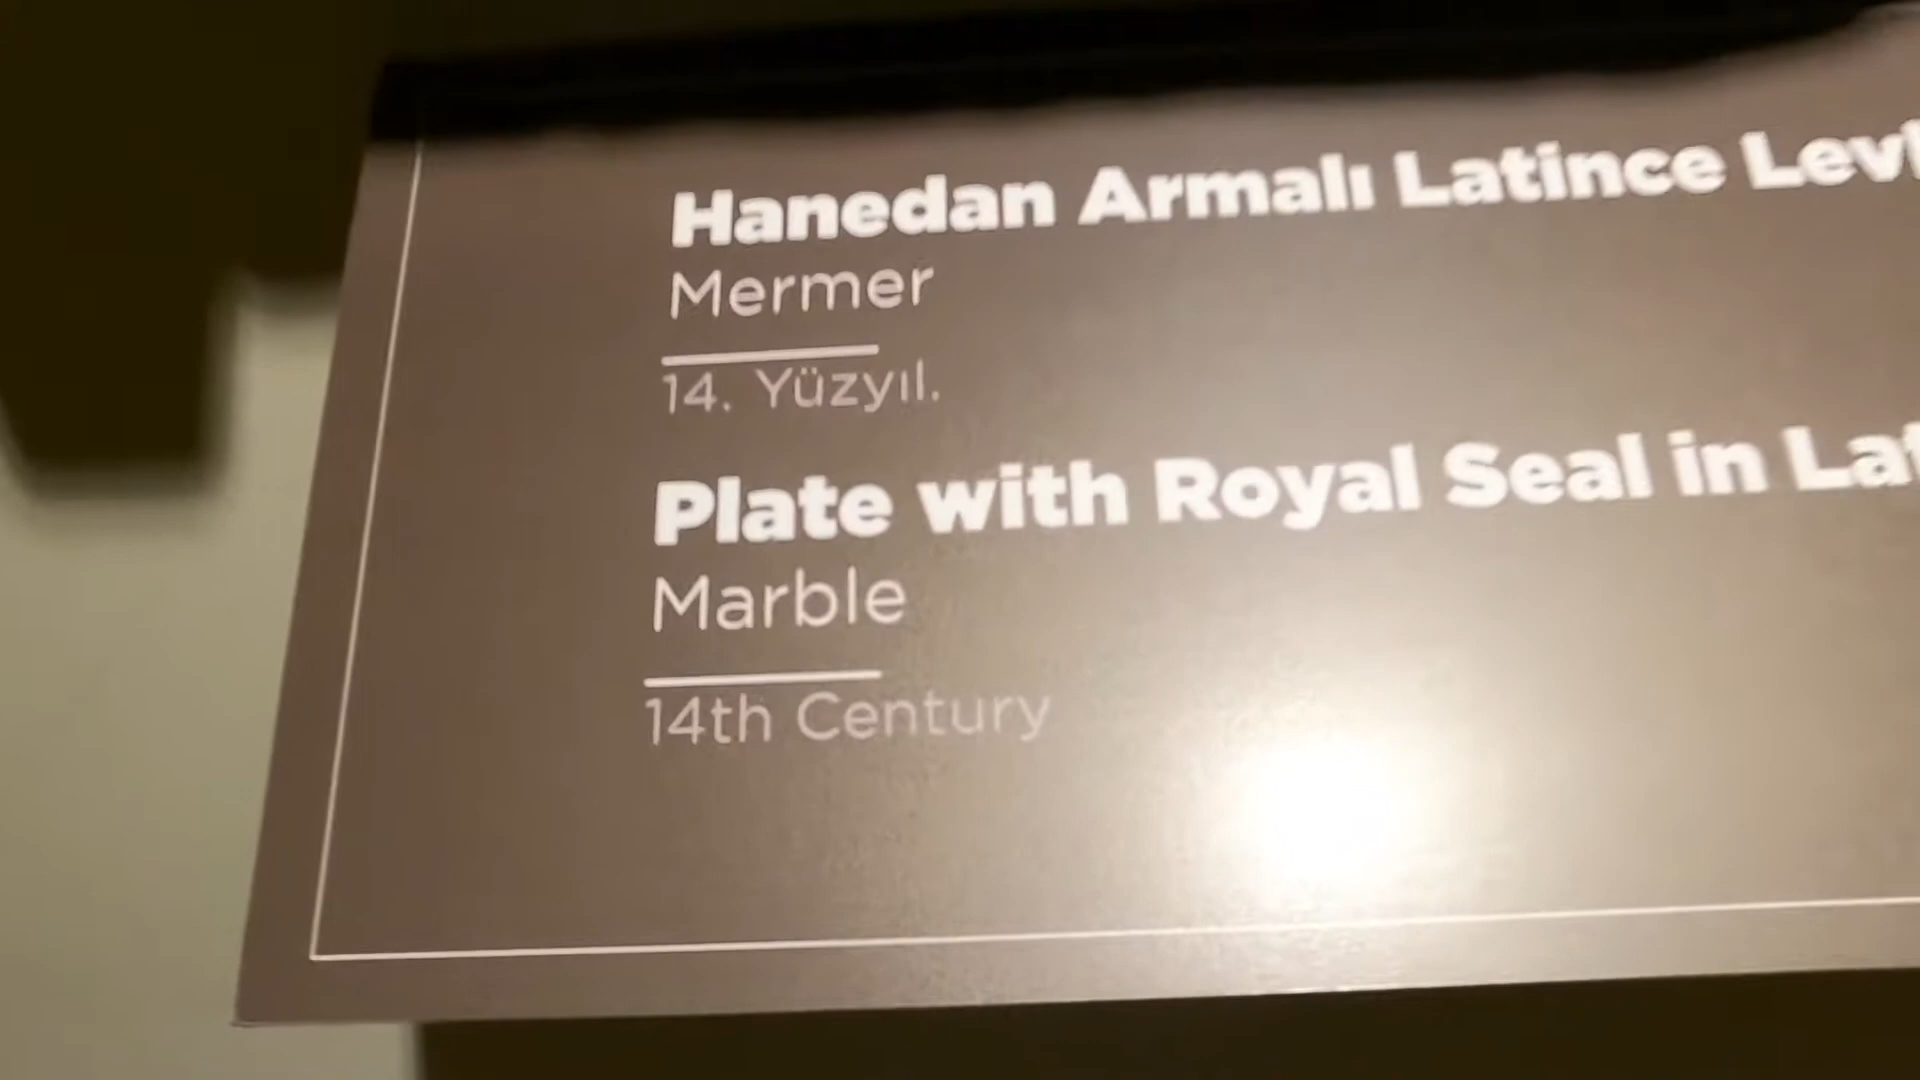 Hanedan Armalı Latince
Mermer
14. Yüzyıl.
Plate with Royal Seal in
Marble
14th Century